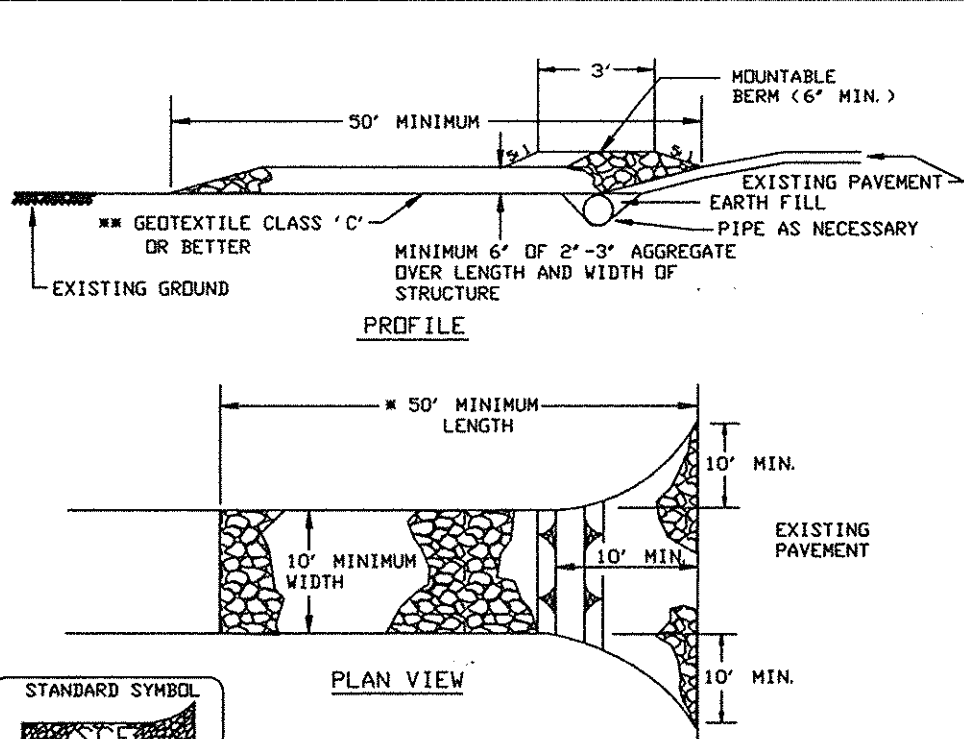 3'
MOUNTABLE
BERM (6" MIN.)
50' MINIMUM
5:1
5:1
EXISTING PAVEMENT
EARTH FILL
** GEOTEXTILE CLASS 'C'
OR BETTER
PIPE AS NECESSARY
MINIMUM 6" OF 2"-3" AGGREGATE
OVER LENGTH AND WIDTH OF
STRUCTURE
EXISTING GROUND
PROFILE
* 50' MINIMUM
LENGTH
10' MIN.
EXISTING
PAVEMENT
10' MINIMUM
WIDTH
10' MIN.
PLAN VIEW
10' MIN.
STANDARD SYMBOL
SCE